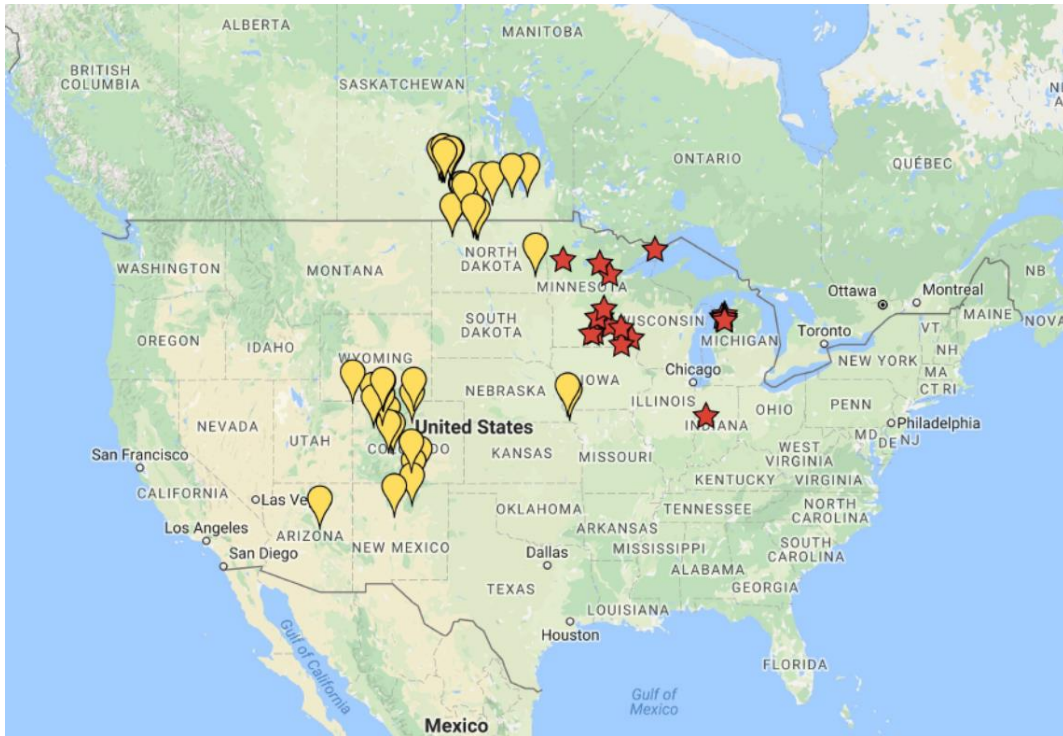 ALBERTA
MANITOBA
BRITISH
COLUMBIA
SASKATCHEWAN
ONTARIO
QUÉBEC
NB
WASHINGTON
MONTANA
NORTH
DAKOTA
MINNESOTA
Ottawa
Montreal
MAINE
NOVA
OREGON
IDAHO
SOUTH
DAKOTA
WISCONSIN
MICHIGAN
Toronto
VT
NH
NEW YORK
MA
CT RI
WYOMING
Chicago
NEBRASKA
IOWA
ILLINOIS
INDIANA
OHIO
PENN
Philadelphia
MD
DE
NJ
NEVADA
UTAH
COLORADO
United States
KANSAS
MISSOURI
WEST
VIRGINIA
KENTUCKY
VIRGINIA
San Francisco
CALIFORNIA
Las Ve
ARIZONA
NEW MEXICO
OKLAHOMA
ARKANSAS
TENNESSEE
NORTH
CAROLINA
Los Angeles
San Diego
Dallas
MISSISSIPPI
SOUTH
CAROLINA
ALABAMA
GEORGIA
TEXAS
LOUISIANA
Houston
Gulf of California
FLORIDA
Gulf of
Mexico
Mexico